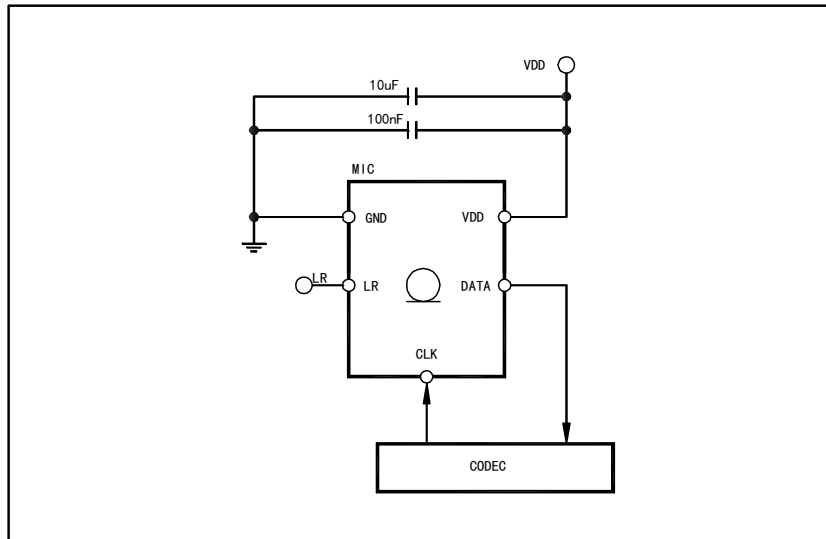 VDD
10uF
100nF
MIC
GND
VDD
LR
LR
DATA
CLK
CODEC